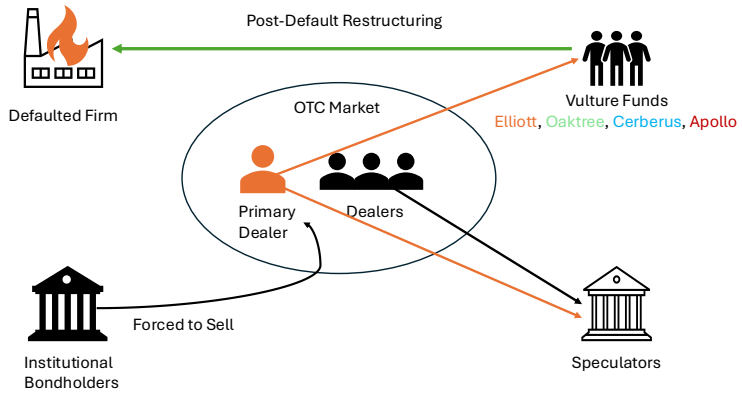 Post-Default Restructuring
Defaulted Firm
OTC Market
Vulture Funds
Elliott, Oaktree, Cerberus, Apollo
Primary
Dealer
Dealers
Forced to Sell
Institutional
Bondholders
Speculators